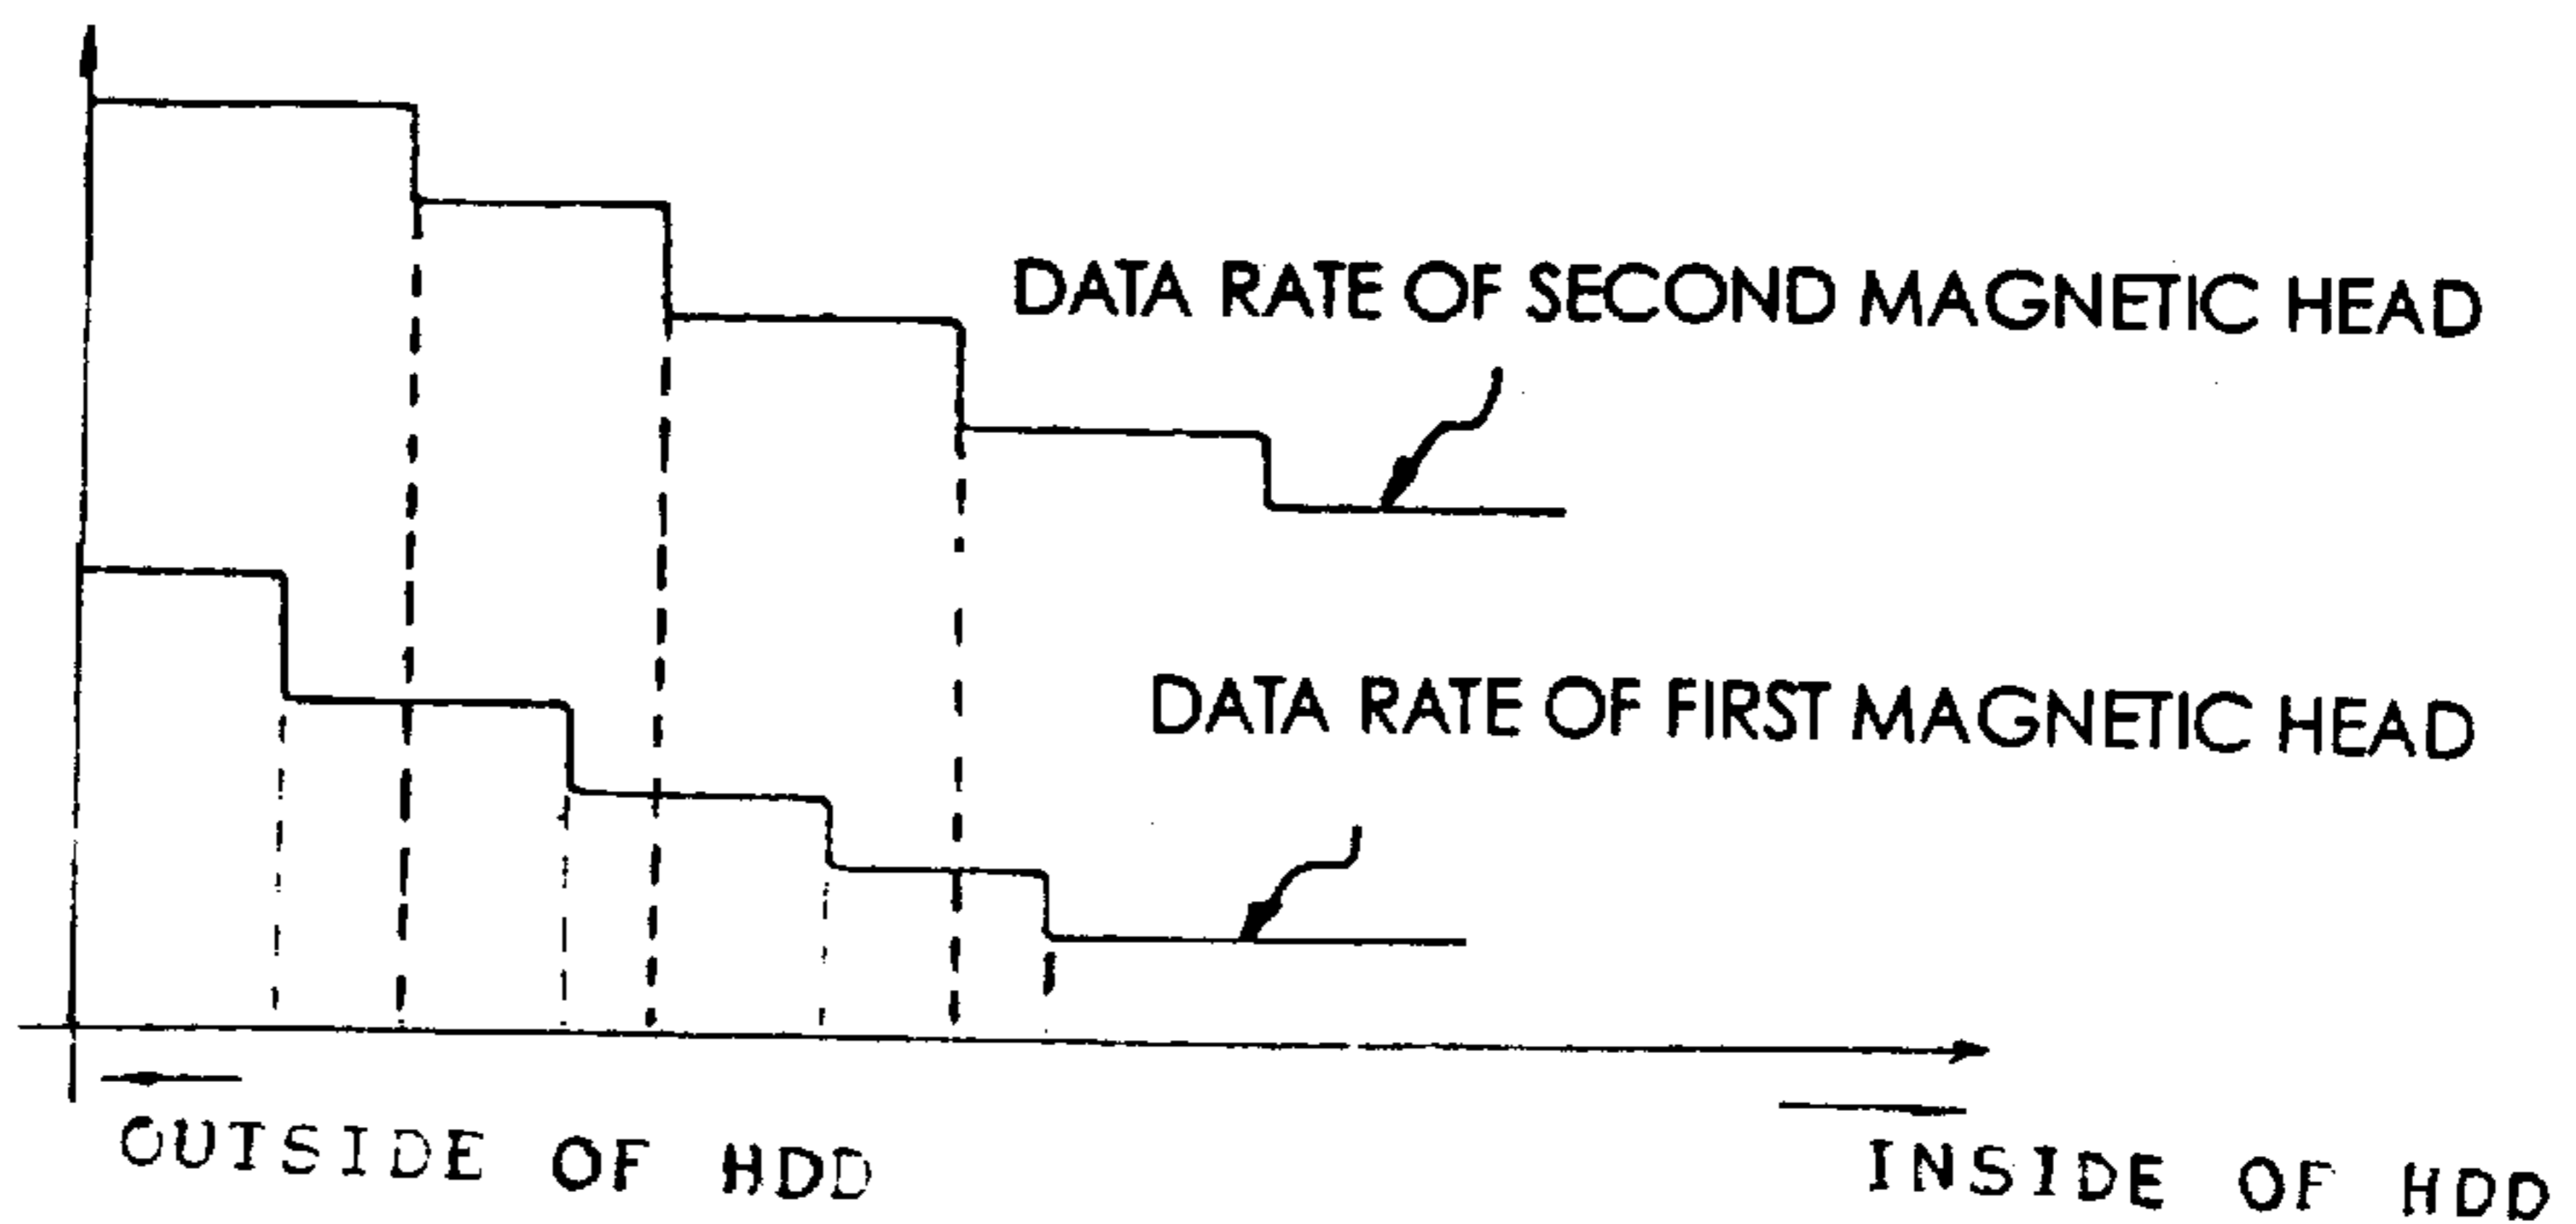 DATA RATE OF SECOND MAGNETIC HEAD
DATA RATE OF FIRST MAGNETIC HEAD
OUTSIDE OF HDD
INSIDE OF HDD